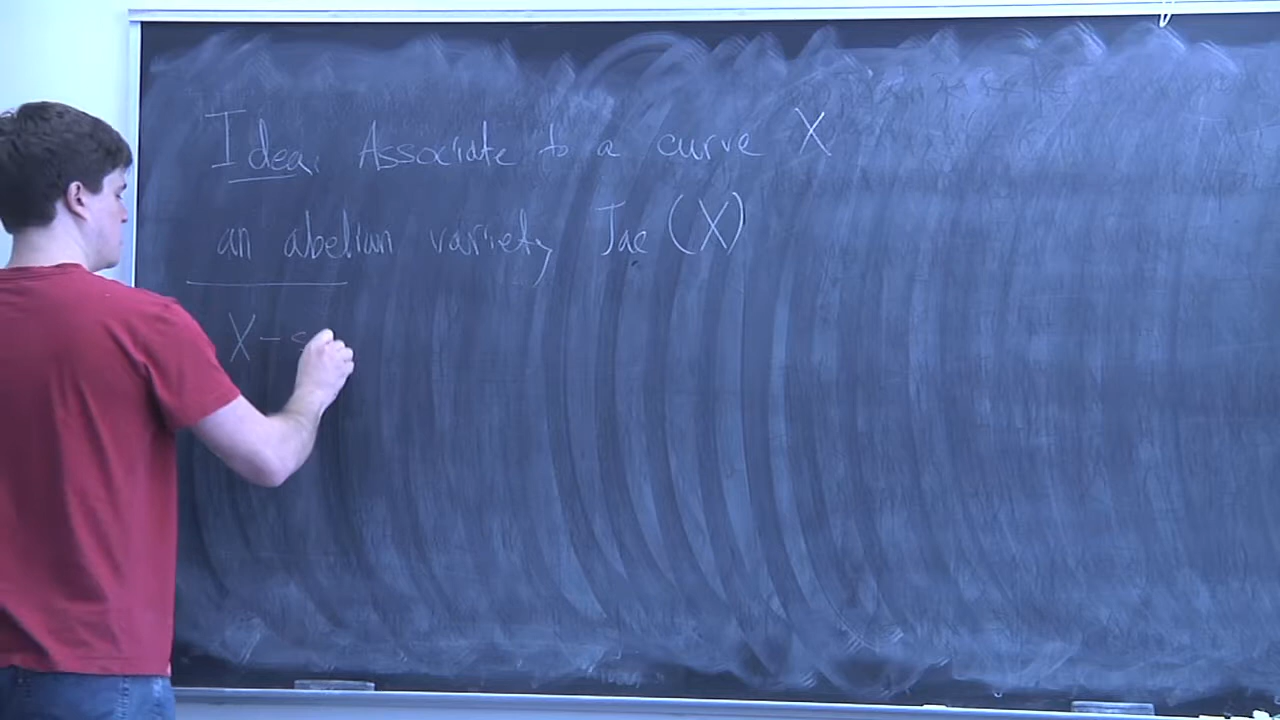 Idea. Associate to a curve X
an abelian variety Jac (X)
X - s